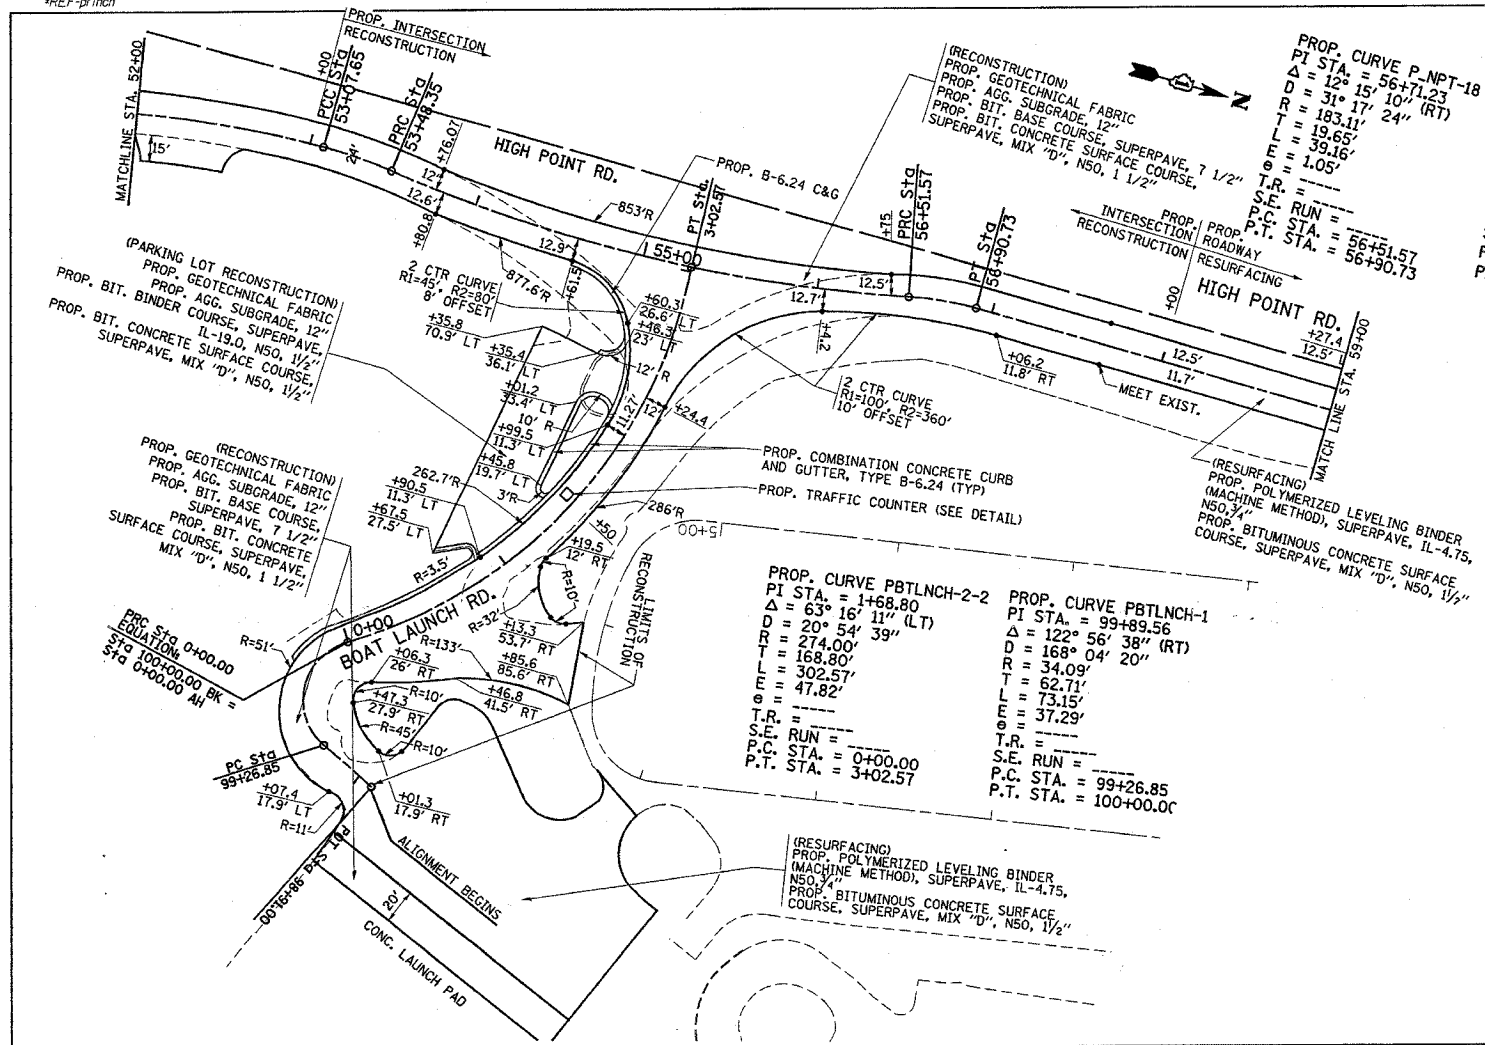 *REF-prfnch
MATCHLINE STA. 52+00
PROP. INTERSECTION
RECONSTRUCTION
+00
PCC Sta
53+07.65
PRC Sta
53+48.35
15'
24'
12'
+76.07
12.6'
+80.8
HIGH POINT RD.
853'R
12.9'
877.6'R
+61.5
PROP. B-6.24 C&G
PT Sta.
3+02.57
55+00
(RECONSTRUCTION)
PROP. GEOTECHNICAL FABRIC
PROP. AGG. SUBGRADE, 12"
PROP. BIT. BASE COURSE, SUPERPAVE, 7 1/2"
PROP. BIT. CONCRETE SURFACE COURSE,
SUPERPAVE, MIX "D", N50, 1 1/2"
N
PROP. CURVE P_NPT-18
PI STA. = 56+71.23
Δ = 12° 15' 10" (RT)
D = 31° 17' 24"
R = 183.11'
T = 19.65'
L = 39.16'
E = 1.05'
e = -----
T.R. = -----
S.E. RUN = -----
P.C. STA. = 56+51.57
P.T. STA. = 56+90.73
+75
PRC Sta
56+51.57
PT Sta
56+90.73
PROP. INTERSECTION
RECONSTRUCTION
PROP. ROADWAY
RESURFACING
+00
HIGH POINT RD.
+27.4
12.5'
12.5'
12.7'
+4.2
12.5'
11.7'
+06.2
11.8' RT
MEET EXIST.
MATCH LINE STA. 59+00
(PARKING LOT RECONSTRUCTION)
PROP. GEOTECHNICAL FABRIC
PROP. AGG. SUBGRADE, 12"
PROP. BIT. BINDER COURSE, SUPERPAVE,
IL-19.0, N50, 1½"
PROP. BIT. CONCRETE SURFACE COURSE,
SUPERPAVE, MIX "D", N50, 1½"
2 CTR CURVE
R1=45', R2=80'
8' OFFSET
+60.3
26.6' LT
+46.3
23' LT
+35.8
70.9' LT
+35.4
36.1' LT
12' R
+01.2
33.4' LT
10' R
+99.5
11.3' LT
+45.8
19.7' LT
3'R
11.27'
12'
+24.4
2 CTR CURVE
R1=100', R2=360'
10' OFFSET
262.7'R
+90.5
11.3' LT
+67.5
27.5' LT
PROP. COMBINATION CONCRETE CURB
AND GUTTER, TYPE B-6.24 (TYP)
PROP. TRAFFIC COUNTER (SEE DETAIL)
286'R
5+00
(RESURFACING)
PROP. POLYMERIZED LEVELING BINDER
(MACHINE METHOD), SUPERPAVE, IL-4.75,
N50, ¾"
PROP. BITUMINOUS CONCRETE SURFACE
COURSE, SUPERPAVE, MIX "D", N50, 1½"
(RECONSTRUCTION)
PROP. GEOTECHNICAL FABRIC
PROP. AGG. SUBGRADE, 12"
PROP. BIT. BASE COURSE,
SUPERPAVE, 7 1/2"
PROP. BIT. CONCRETE
SURFACE COURSE, SUPERPAVE,
MIX "D", N50, 1 1/2"
R=3.5'
+50
+19.5
12' RT
R=10'
R=32'
+13.3
53.7' RT
LIMITS OF
RECONSTRUCTION
PRC Sta 0+00.00
EQUATION:
Sta 100+00.00 BK =
Sta 0+00.00 AH
R=51'
0+00
BOAT LAUNCH RD.
R=133'
+06.3
26' RT
+85.6
85.6' RT
+46.8
41.5' RT
R=10'
+47.3
27.9' RT
R=45'
R=10'
PROP. CURVE PBTLNCH-2-2
PI STA. = 1+68.80
Δ = 63° 16' 11" (LT)
D = 20° 54' 39"
R = 274.00'
T = 168.80'
L = 302.57'
E = 47.82'
e = -----
T.R. = -----
S.E. RUN = -----
P.C. STA. = 0+00.00
P.T. STA. = 3+02.57
PROP. CURVE PBTLNCH-1
PI STA. = 99+89.56
Δ = 122° 56' 38" (RT)
D = 168° 04' 20"
R = 34.09'
T = 62.71'
L = 73.15'
E = 37.29'
e = -----
T.R. = -----
S.E. RUN = -----
P.C. STA. = 99+26.85
P.T. STA. = 100+00.00
PC Sta
99+26.85
+07.4
17.9' LT
R=11'
+01.3
17.9' RT
POT Sta 98+91.00
ALIGNMENT BEGINS
20'
CONC. LAUNCH PAD
(RESURFACING)
PROP. POLYMERIZED LEVELING BINDER
(MACHINE METHOD), SUPERPAVE, IL-4.75,
N50, ¾"
PROP. BITUMINOUS CONCRETE SURFACE
COURSE, SUPERPAVE, MIX "D", N50, 1½"